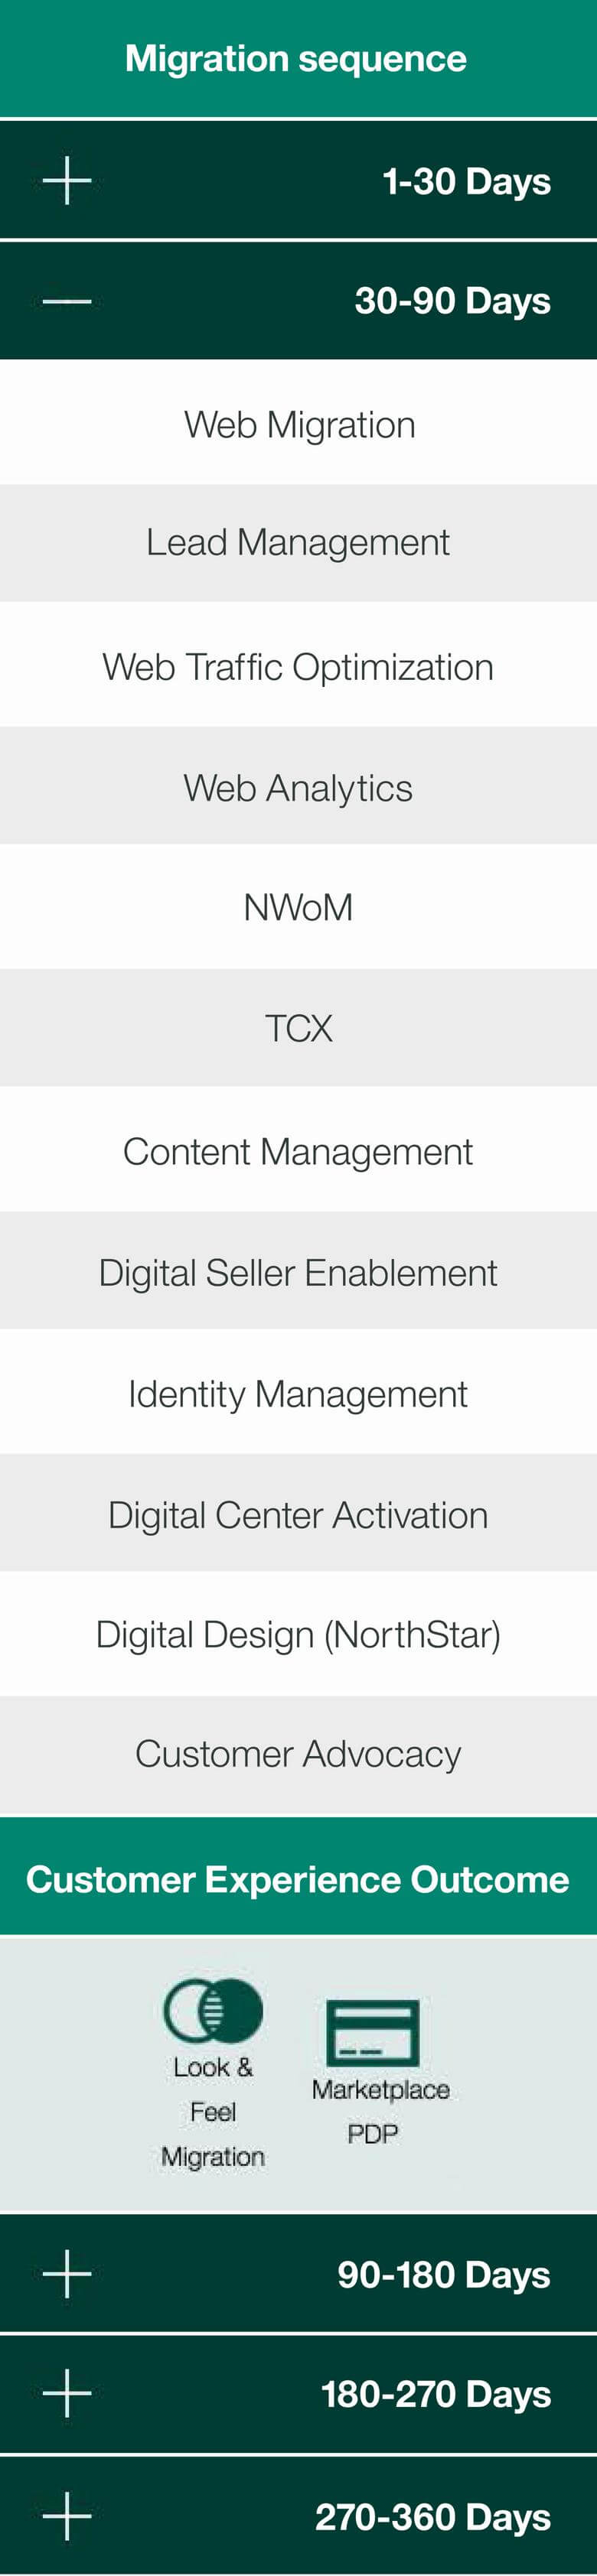 Migration sequence
1-30 Days
30-90 Days
Web Migration
Lead Management
Web Traffic Optimization
Web Analytics
NWoM
TCX
Content Management
Digital Seller Enablement
Identity Management
Digital Center Activation
Digital Design (NorthStar)
Customer Advocacy
Customer Experience Outcome
Look &
Feel
Migration
Marketplace
PDP
90-180 Days
180-270 Days
270-360 Days